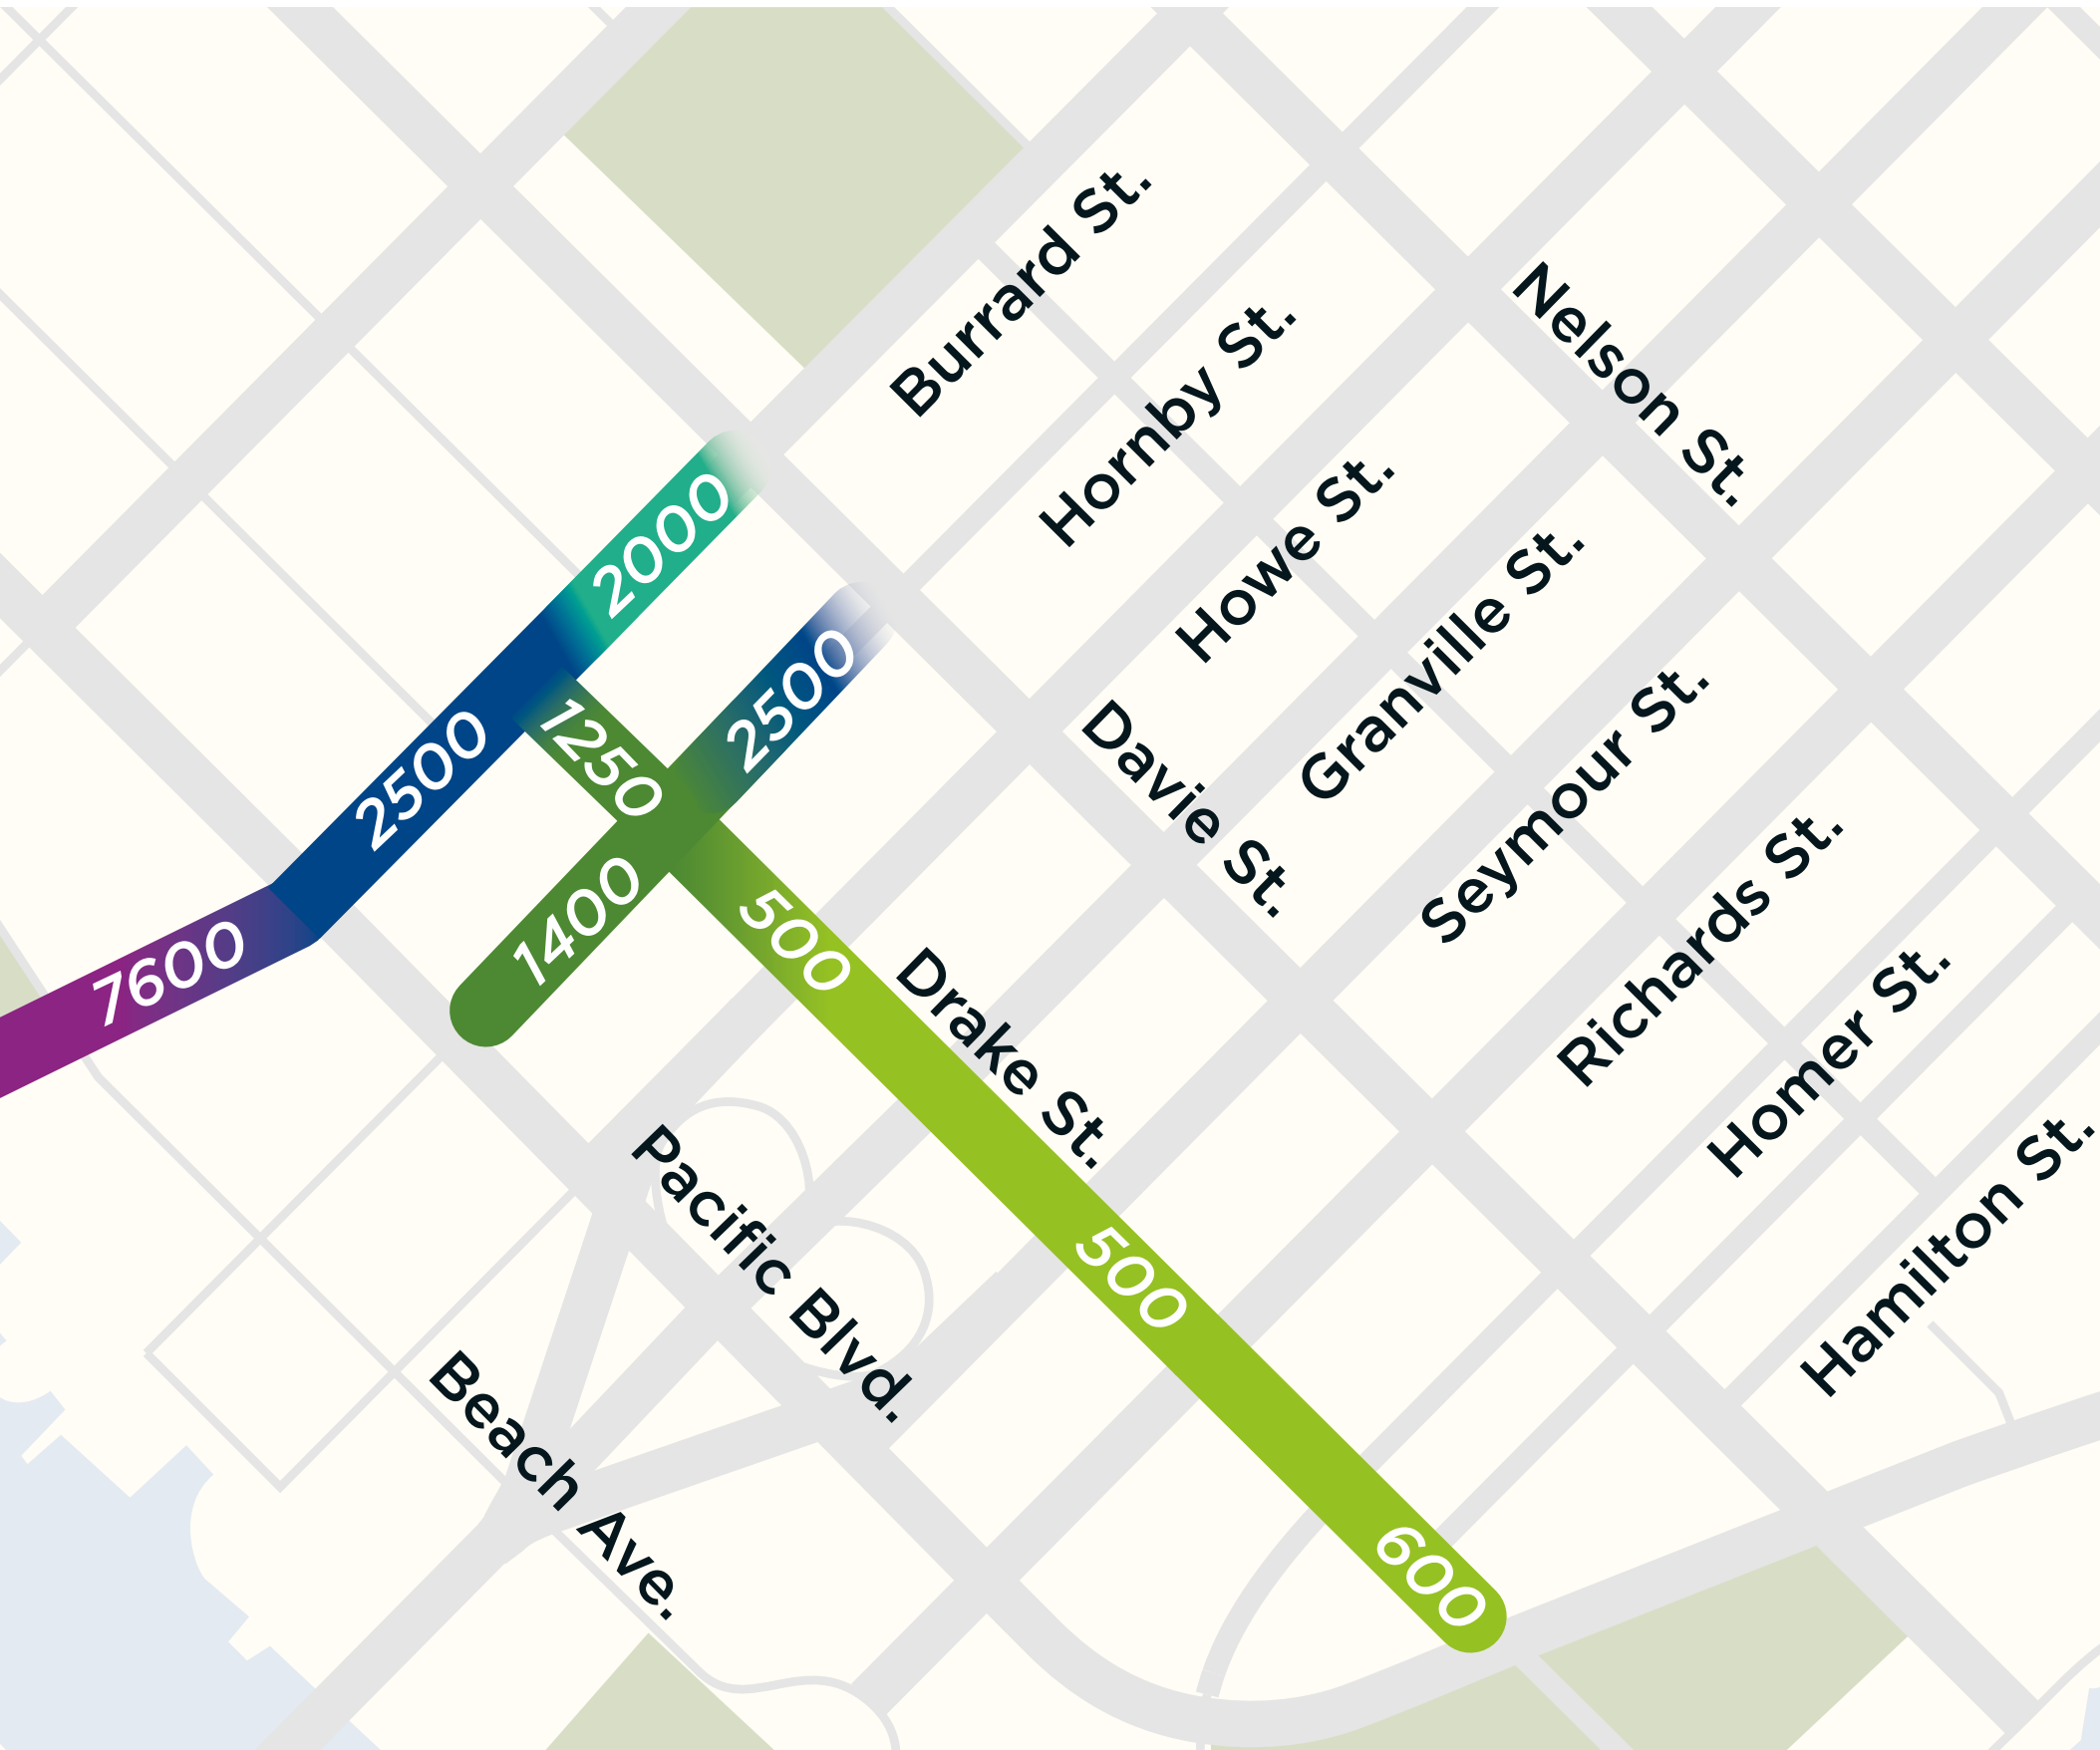 Burrard St.
Hornby St.
Nelson St.
Howe St.
Granville St.
2000
2500
1250
2500
Davie St.
Seymour St.
1400
500
7600
Richards St.
Drake St.
Homer St.
Pacific Blvd.
500
Hamilton St.
Beach Ave.
600